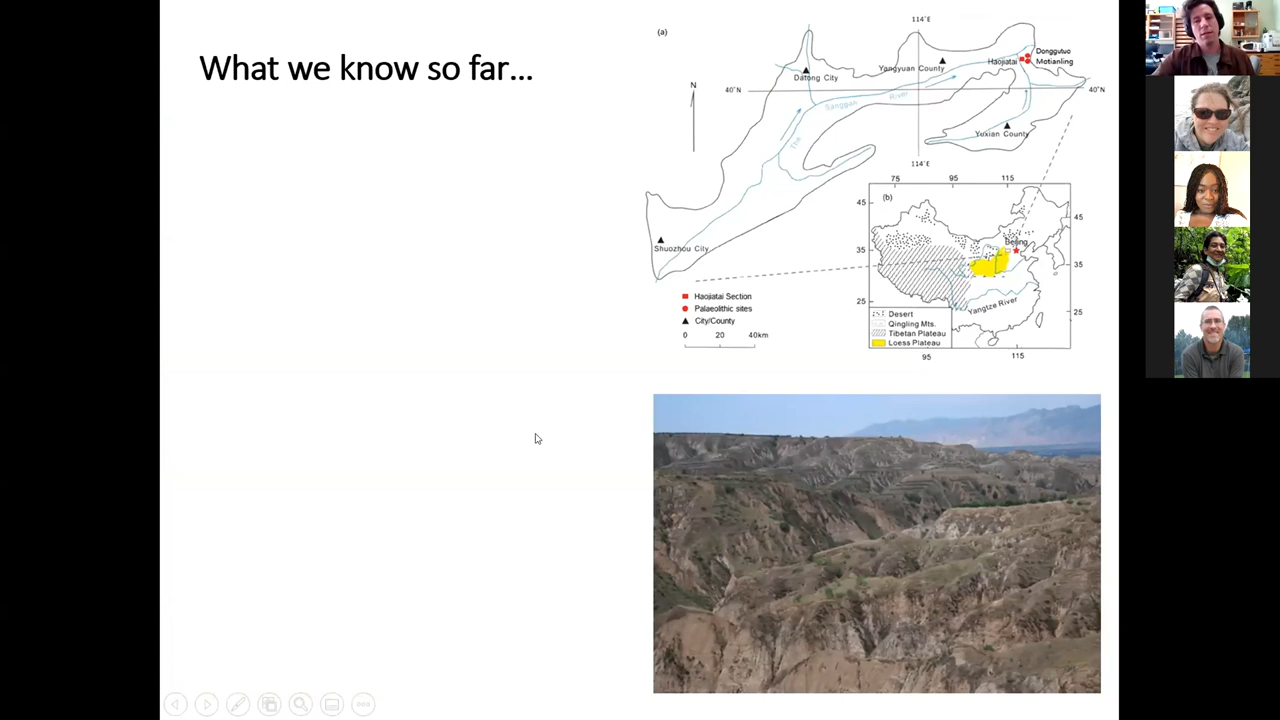 What we know so far...
(a)
114°E
Donggutuo
Haojiatai
Motianling
Yangyuan County
Datong City
N
40°N
40°N
The Sanggan River
Yuxian County
114°E
Shuozhou City
Haojiatai Section
Palaeolithic sites
City/County
0 20 40km
75 95 115
(b)
45
45
Beijing
35
35
25
25
Yangtze River
Desert
Qingling Mts.
Tibetan Plateau
Loess Plateau
95 115